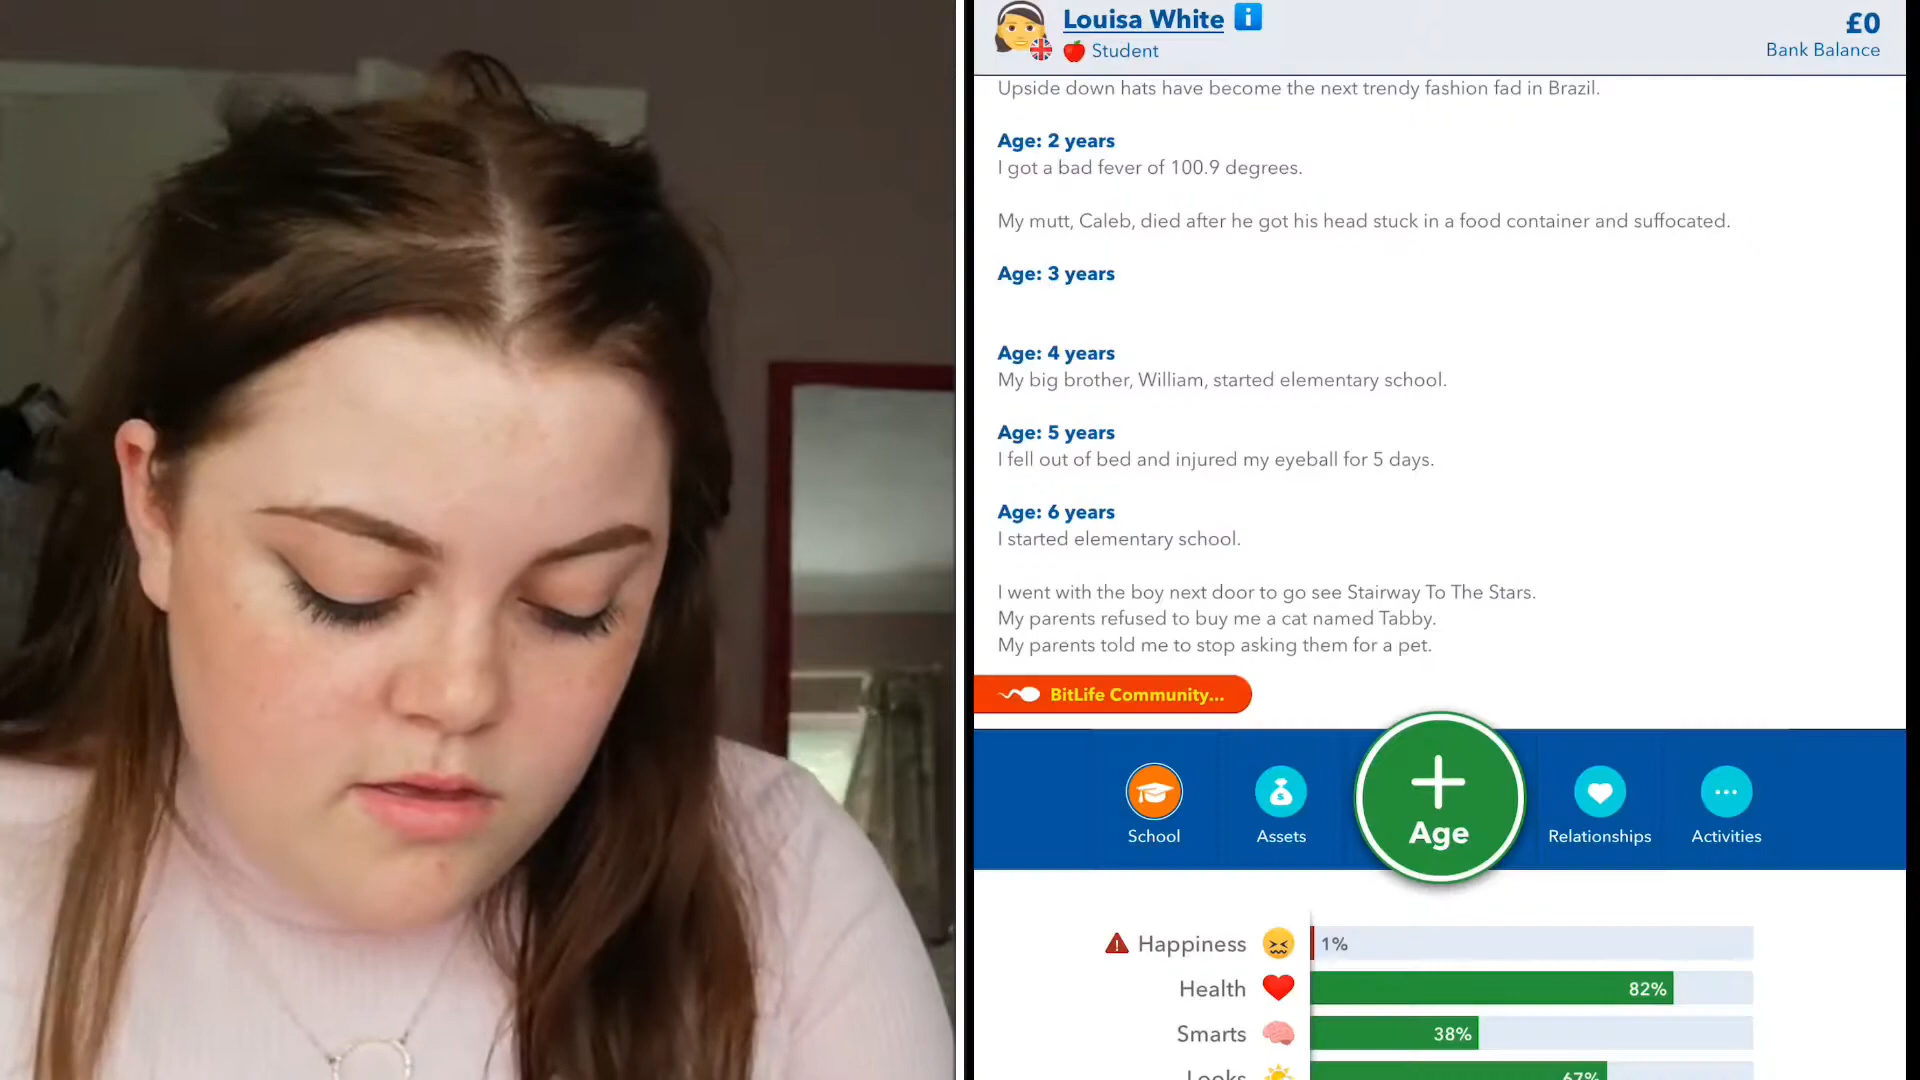 Louisa White
Student
£0
Bank Balance
Upside down hats have become the next trendy fashion fad in Brazil.
Age: 2 years
I got a bad fever of 100.9 degrees.
My mutt, Caleb, died after he got his head stuck in a food container and suffocated.
Age: 3 years
Age: 4 years
My big brother, William, started elementary school.
Age: 5 years
I fell out of bed and injured my eyeball for 5 days.
Age: 6 years
I started elementary school.
I went with the boy next door to go see Stairway To The Stars.
My parents refused to buy me a cat named Tabby.
My parents told me to stop asking them for a pet.
BitLife Community...
School
Assets
Age
Relationships
Activities
Happiness 1%
Health 82%
Smarts 38%
Looks 67%